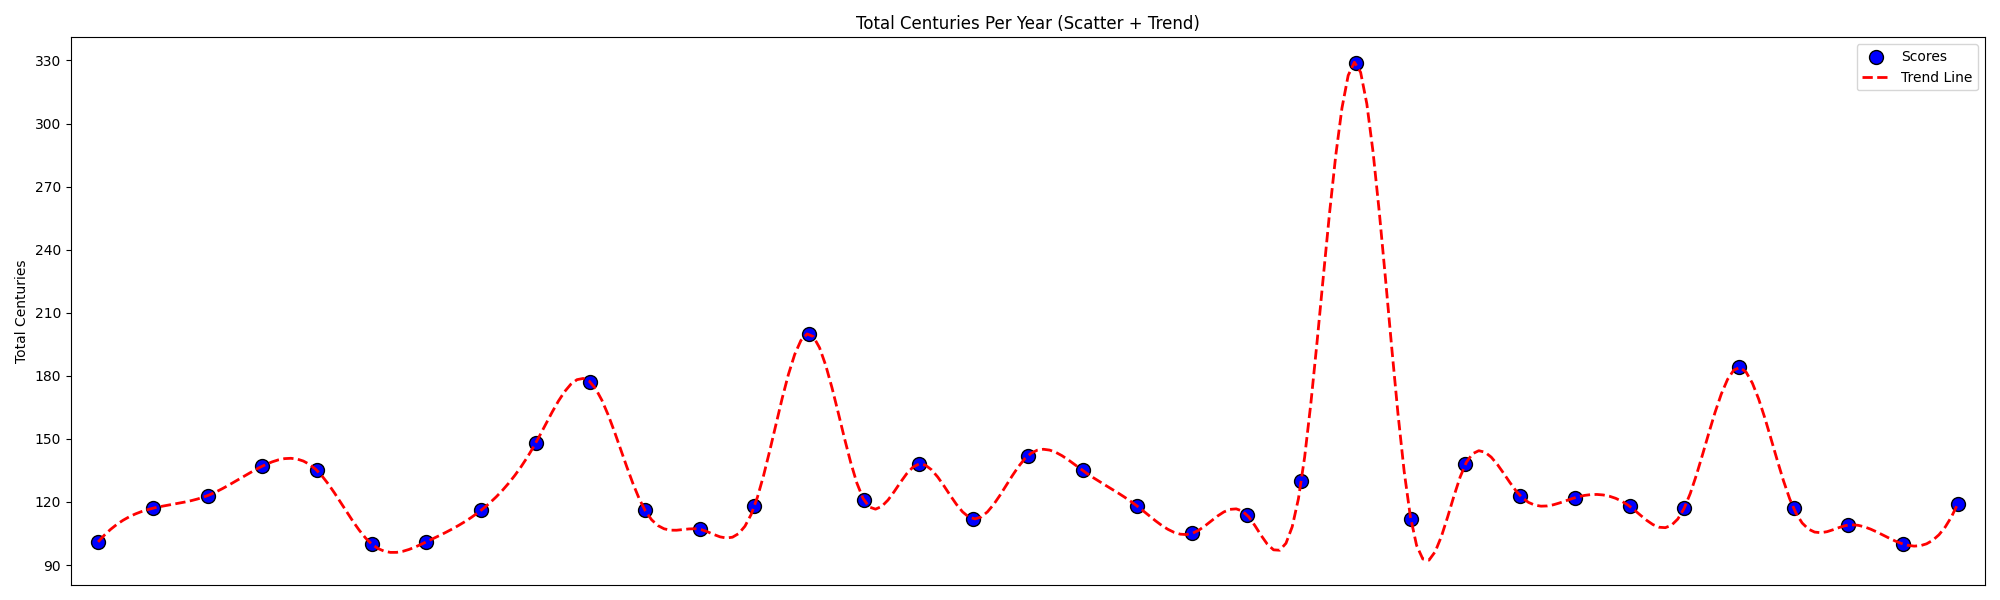 Total Centuries Per Year (Scatter + Trend)
Scores
Trend Line
Total Centuries
330
300
270
240
210
180
150
120
90